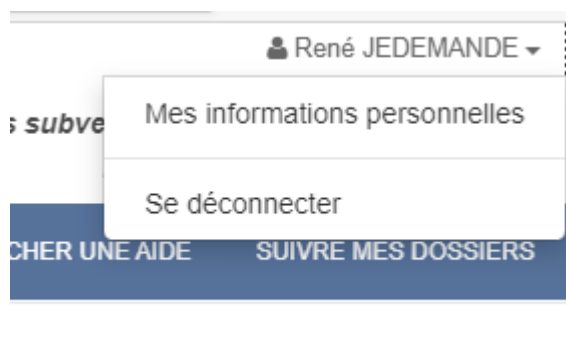 René JEDEMANDE
Mes informations personnelles
subve
Se déconnecter
CHER UNE AIDE
SUIVRE MES DOSSIERS